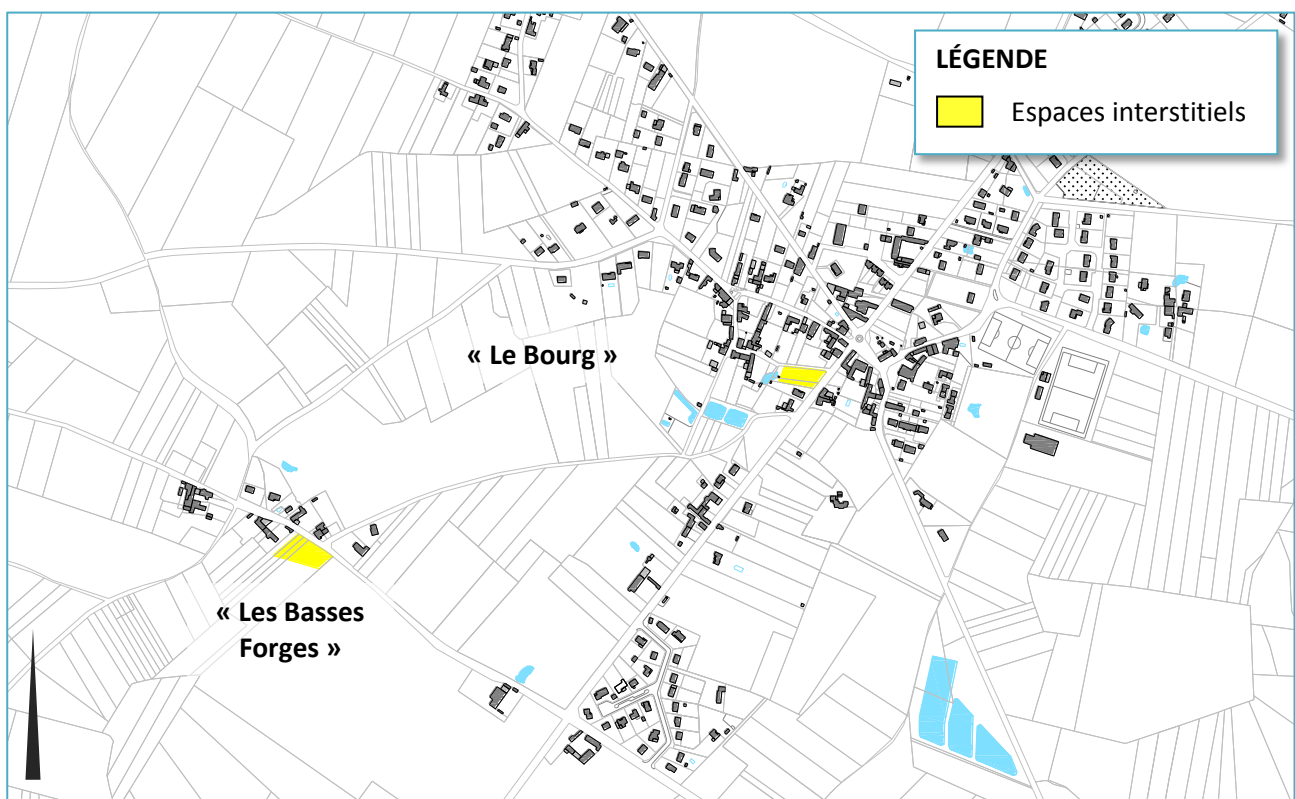 LÉGENDE
Espaces interstitiels
« Le Bourg »
« Les Basses
Forges »